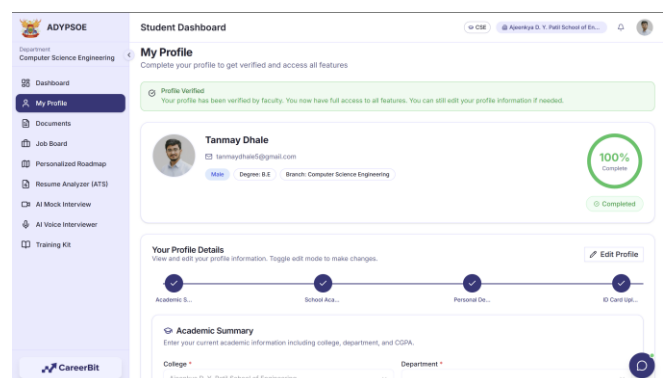 ADYPSOE
Department
Computer Science Engineering
Dashboard
My Profile
Documents
Job Board
Personalized Roadmap
Resume Analyzer (ATS)
AI Mock Interview
AI Voice Interviewer
Training Kit
CareerBit
Student Dashboard
CSE
Ajeenkya D. Y. Patil School of En...
My Profile
Complete your profile to get verified and access all features
Profile Verified
Your profile has been verified by faculty. You now have full access to all features. You can still edit your profile information if needed.
Tanmay Dhale
tanmaydhale5@gmail.com
Male Degree: B.E Branch: Computer Science Engineering
100%
Complete
Completed
Your Profile Details
View and edit your profile information. Toggle edit mode to make changes.
Edit Profile
Academic S... School Aca... Personal De... ID Card Upl...
Academic Summary
Enter your current academic information including college, department, and CGPA.
College * Department *
Ajeenkya D. Y. Patil School of Engineering